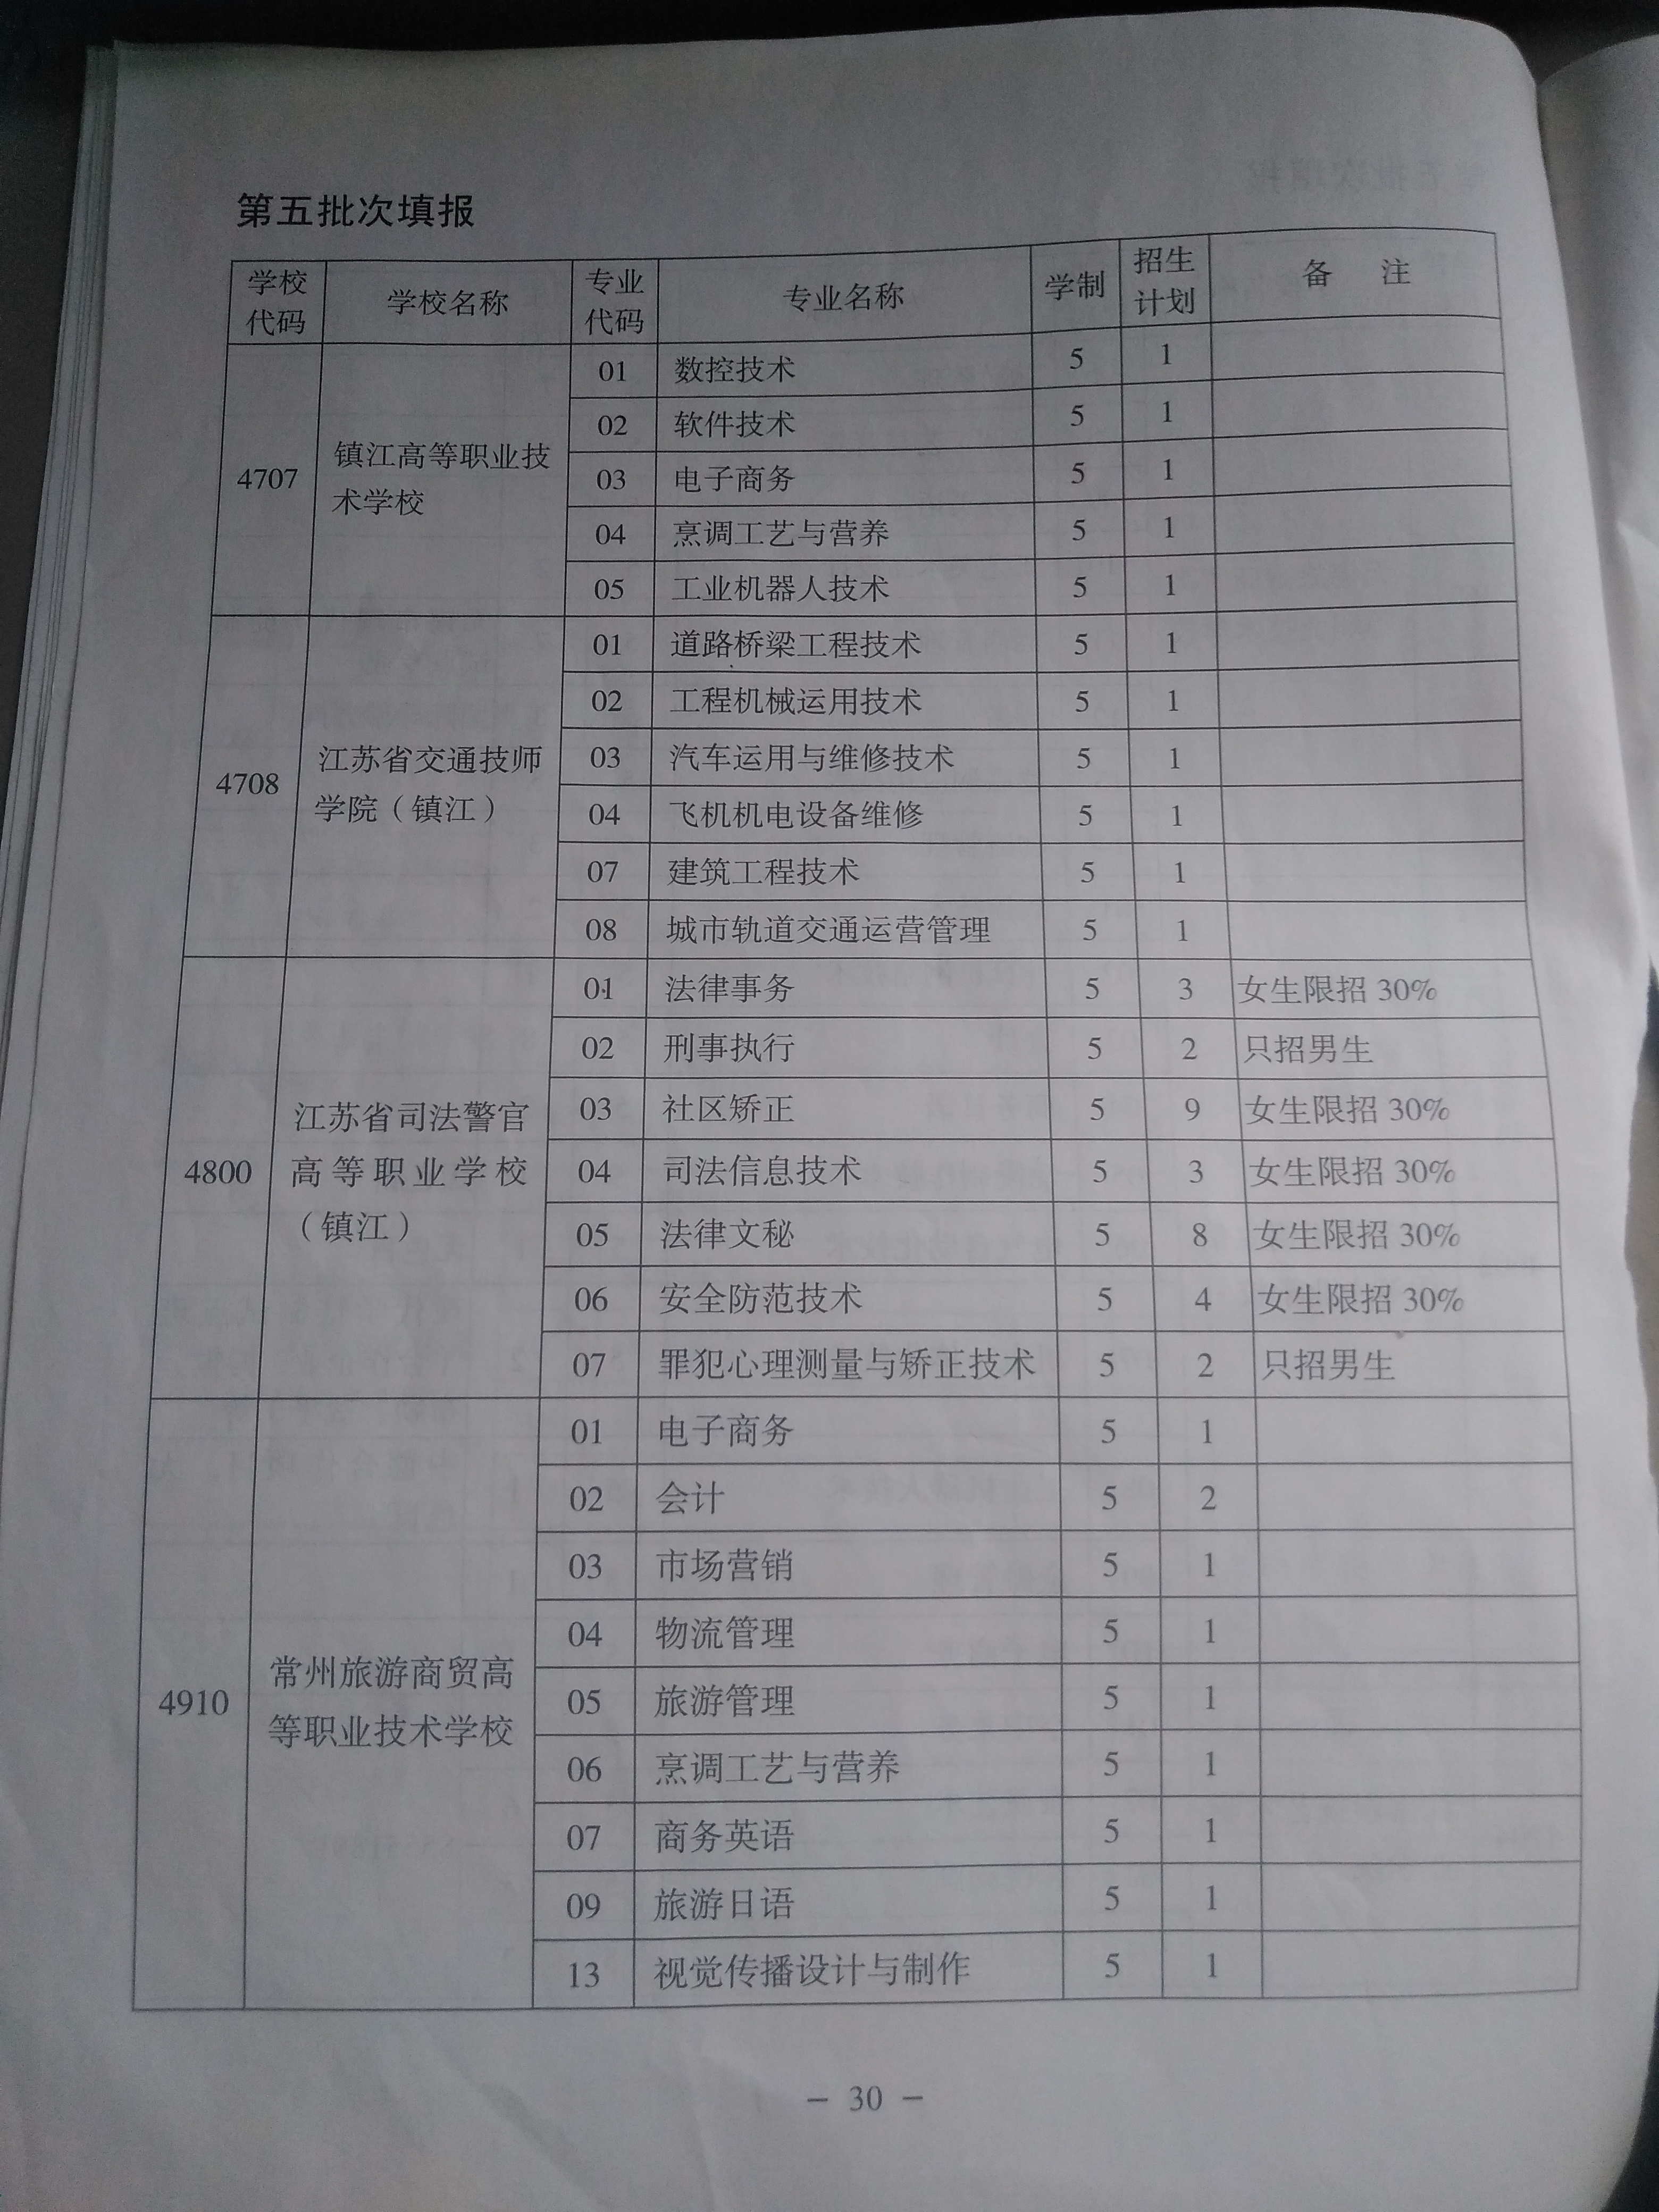 第五批次填报
学校代码 学校名称 专业代码 专业名称 学制 招生计划 备 注
4707 镇江高等职业技术学校 01 数控技术 5 1
02 软件技术 5 1
03 电子商务 5 1
04 烹调工艺与营养 5 1
05 工业机器人技术 5 1
4708 江苏省交通技师学院（镇江） 01 道路桥梁工程技术 5 1
02 工程机械运用技术 5 1
03 汽车运用与维修技术 5 1
04 飞机机电设备维修 5 1
07 建筑工程技术 5 1
08 城市轨道交通运营管理 5 1
4800 江苏省司法警官高等职业学校（镇江） 01 法律事务 5 3 女生限招 30%
02 刑事执行 5 2 只招男生
03 社区矫正 5 9 女生限招 30%
04 司法信息技术 5 3 女生限招 30%
05 法律文秘 5 8 女生限招 30%
06 安全防范技术 5 4 女生限招 30%
07 罪犯心理测量与矫正技术 5 2 只招男生
4910 常州旅游商贸高等职业技术学校 01 电子商务 5 1
02 会计 5 2
03 市场营销 5 1
04 物流管理 5 1
05 旅游管理 5 1
06 烹调工艺与营养 5 1
07 商务英语 5 1
09 旅游日语 5 1
13 视觉传播设计与制作 5 1
— 30 —